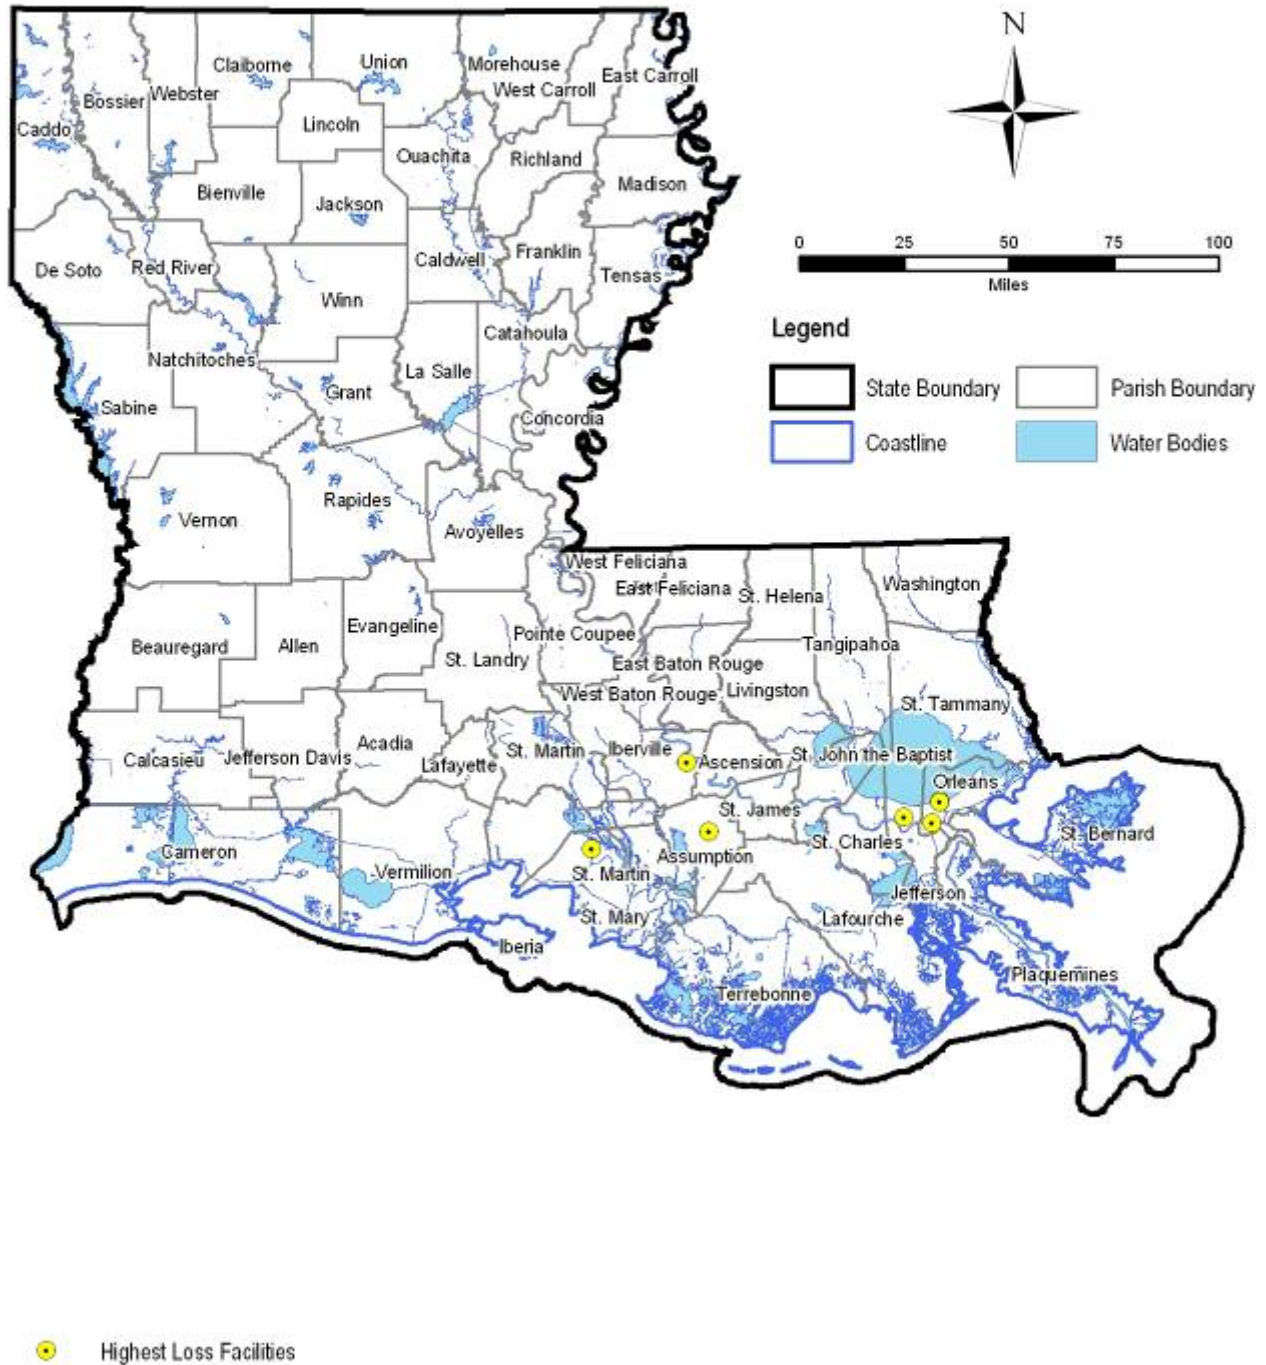 N
0 25 50 75 100
Miles
Legend
State Boundary
Parish Boundary
Coastline
Water Bodies
Claiborne
Union
Morehouse
East Carroll
West Carroll
Webster
Bossier
Caddo
Lincoln
Ouachita
Richland
Madison
Bienville
Jackson
De Soto
Red River
Caldwell
Franklin
Tensas
Winn
Catahoula
Natchitoches
La Salle
Grant
Sabine
Concordia
Rapides
Vernon
Avoyelles
West Feliciana
East Feliciana
St. Helena
Washington
Beauregard
Allen
Evangeline
Pointe Coupee
Tangipahoa
St. Landry
East Baton Rouge
West Baton Rouge
Livingston
St. Tammany
Calcasieu
Jefferson Davis
Acadia
Lafayette
St. Martin
Iberville
Ascension
St. John the Baptist
Orleans
St. James
St. Bernard
St. Charles
Cameron
Vermilion
St. Martin
Assumption
Jefferson
St. Mary
Lafourche
Iberia
Plaquemines
Terrebonne
Highest Loss Facilities